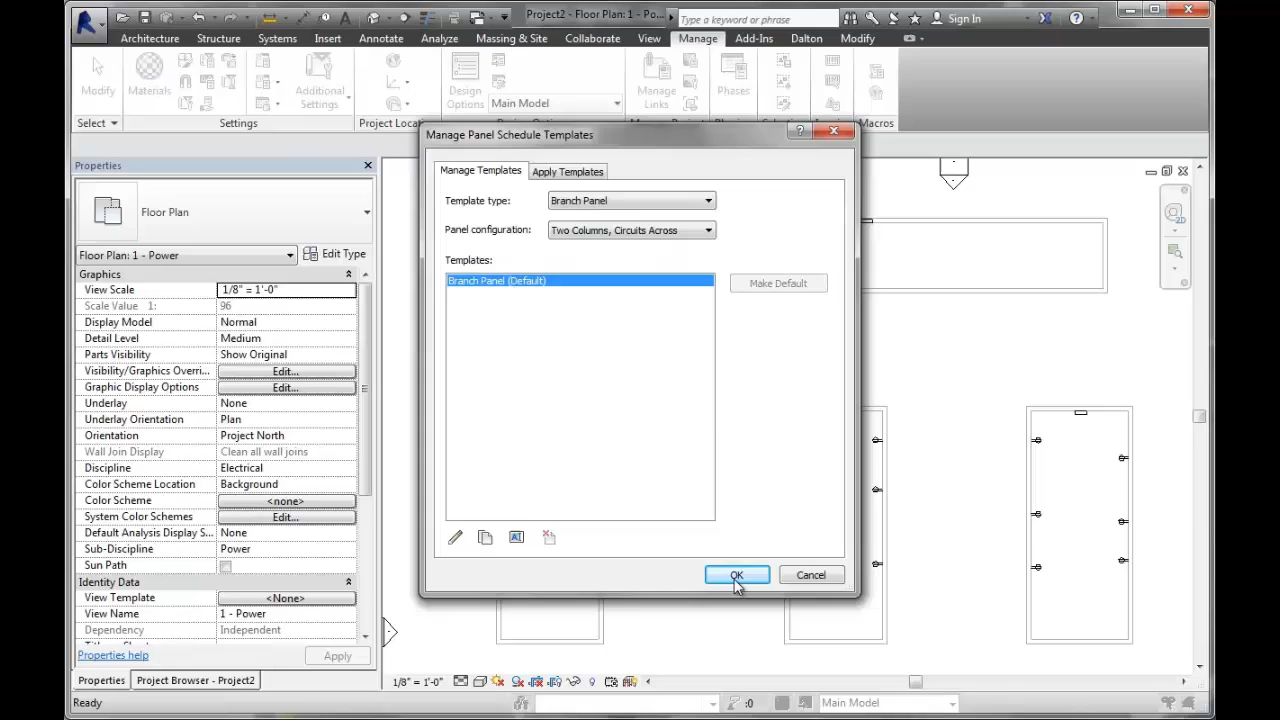 Project2 - Floor Plan: 1 - Po...
Type a keyword or phrase
Sign In
Architecture Structure Systems Insert Annotate Analyze Massing & Site Collaborate View Manage Add-Ins Dalton Modify
Modify Materials Additional Settings Design Options Main Model Manage Links Phases
Select Settings Project Locat Macros
Properties
Floor Plan
Floor Plan: 1 - Power Edit Type
Graphics
View Scale 1/8" = 1'-0"
Scale Value 1: 96
Display Model Normal
Detail Level Medium
Parts Visibility Show Original
Visibility/Graphics Overri... Edit...
Graphic Display Options Edit...
Underlay None
Underlay Orientation Plan
Orientation Project North
Wall Join Display Clean all wall joins
Discipline Electrical
Color Scheme Location Background
Color Scheme <none>
System Color Schemes Edit...
Default Analysis Display S... None
Sub-Discipline Power
Sun Path
Identity Data
View Template <None>
View Name 1 - Power
Dependency Independent
Properties help Apply
Properties Project Browser - Project2
Manage Panel Schedule Templates
Manage Templates Apply Templates
Template type: Branch Panel
Panel configuration: Two Columns, Circuits Across
Templates:
Branch Panel (Default)
Make Default
OK Cancel
2D
1/8" = 1'-0"
Ready :0 Main Model